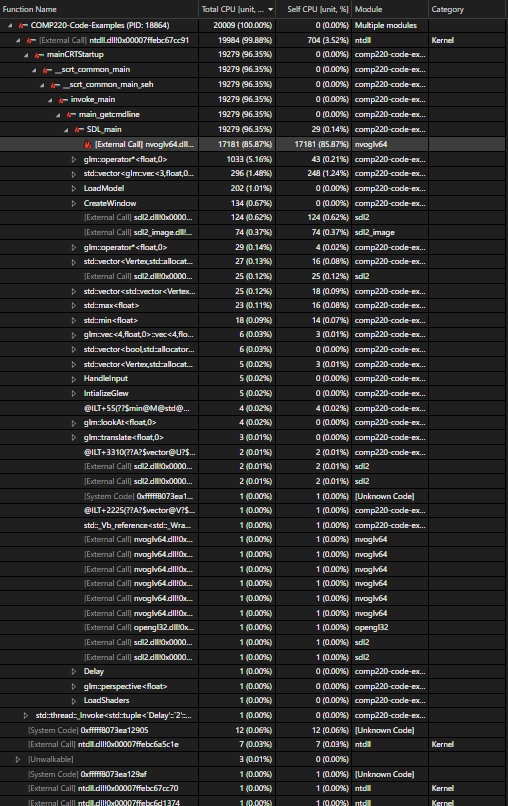 Function Name Total CPU [unit, ... Self CPU [unit, %] Module Category
COMP220-Code-Examples (PID: 18864) 20009 (100.00%) 0 (0.00%) Multiple modules
[External Call] ntdll.dll!0x00007ffebc67cc91 19984 (99.88%) 704 (3.52%) ntdll Kernel
mainCRTStartup 19279 (96.35%) 0 (0.00%) comp220-code-ex...
__scrt_common_main 19279 (96.35%) 0 (0.00%) comp220-code-ex...
__scrt_common_main_seh 19279 (96.35%) 0 (0.00%) comp220-code-ex...
invoke_main 19279 (96.35%) 0 (0.00%) comp220-code-ex...
main_getcmdline 19279 (96.35%) 0 (0.00%) comp220-code-ex...
SDL_main 19279 (96.35%) 29 (0.14%) comp220-code-ex...
[External Call] nvoglv64.dll... 17181 (85.87%) 17181 (85.87%) nvoglv64
glm::operator*<float,0> 1033 (5.16%) 43 (0.21%) comp220-code-ex...
std::vector<glm::vec<3,float,0... 296 (1.48%) 248 (1.24%) comp220-code-ex...
LoadModel 202 (1.01%) 0 (0.00%) comp220-code-ex...
CreateWindow 134 (0.67%) 0 (0.00%) comp220-code-ex...
[External Call] sdl2.dll!0x0000... 124 (0.62%) 124 (0.62%) sdl2
[External Call] sdl2_image.dll!... 74 (0.37%) 74 (0.37%) sdl2_image
glm::operator*<float,0> 29 (0.14%) 4 (0.02%) comp220-code-ex...
std::vector<Vertex,std::allocat... 27 (0.13%) 16 (0.08%) comp220-code-ex...
[External Call] sdl2.dll!0x0000... 25 (0.12%) 25 (0.12%) sdl2
std::vector<std::vector<Vertex... 25 (0.12%) 18 (0.09%) comp220-code-ex...
std::max<float> 23 (0.11%) 16 (0.08%) comp220-code-ex...
std::min<float> 18 (0.09%) 14 (0.07%) comp220-code-ex...
glm::vec<4,float,0>::vec<4,flo... 6 (0.03%) 3 (0.01%) comp220-code-ex...
std::vector<bool,std::allocator... 6 (0.03%) 0 (0.00%) comp220-code-ex...
std::vector<Vertex,std::allocat... 5 (0.02%) 3 (0.01%) comp220-code-ex...
HandleInput 5 (0.02%) 0 (0.00%) comp220-code-ex...
IntializeGlew 5 (0.02%) 0 (0.00%) comp220-code-ex...
@ILT+55(??$min@M@std@... 4 (0.02%) 4 (0.02%) comp220-code-ex...
glm::lookAt<float,0> 4 (0.02%) 0 (0.00%) comp220-code-ex...
glm::translate<float,0> 3 (0.01%) 0 (0.00%) comp220-code-ex...
@ILT+3310(??A?$vector@U?$... 2 (0.01%) 2 (0.01%) comp220-code-ex...
[External Call] sdl2.dll!0x0000... 2 (0.01%) 2 (0.01%) sdl2
[External Call] sdl2.dll!0x0000... 2 (0.01%) 2 (0.01%) sdl2
[System Code] 0xfffff8073ea1... 1 (0.00%) 1 (0.00%) [Unknown Code]
@ILT+2225(??A?$vector@V?$... 1 (0.00%) 1 (0.00%) comp220-code-ex...
std::_Vb_reference<std::_Wra... 1 (0.00%) 0 (0.00%) comp220-code-ex...
[External Call] nvoglv64.dll!0x... 1 (0.00%) 1 (0.00%) nvoglv64
[External Call] nvoglv64.dll!0x... 1 (0.00%) 1 (0.00%) nvoglv64
[External Call] nvoglv64.dll!0x... 1 (0.00%) 1 (0.00%) nvoglv64
[External Call] nvoglv64.dll!0x... 1 (0.00%) 1 (0.00%) nvoglv64
[External Call] nvoglv64.dll!0x... 1 (0.00%) 1 (0.00%) nvoglv64
[External Call] nvoglv64.dll!0x... 1 (0.00%) 1 (0.00%) nvoglv64
[External Call] opengl32.dll!0x... 1 (0.00%) 1 (0.00%) opengl32
[External Call] sdl2.dll!0x0000... 1 (0.00%) 1 (0.00%) sdl2
[External Call] sdl2.dll!0x0000... 1 (0.00%) 1 (0.00%) sdl2
Delay 1 (0.00%) 0 (0.00%) comp220-code-ex...
glm::perspective<float> 1 (0.00%) 0 (0.00%) comp220-code-ex...
LoadShaders 1 (0.00%) 0 (0.00%) comp220-code-ex...
std::thread::_Invoke<std::tuple<`Delay'::`2'::... 1 (0.00%) 0 (0.00%) comp220-code-ex...
[System Code] 0xfffff8073ea12905 12 (0.06%) 12 (0.06%) [Unknown Code]
[External Call] ntdll.dll!0x00007ffebc6a5c1e 7 (0.03%) 7 (0.03%) ntdll Kernel
[Unwalkable] 3 (0.01%) 0 (0.00%)
[System Code] 0xfffff8073ea129af 1 (0.00%) 1 (0.00%) [Unknown Code]
[External Call] ntdll.dll!0x00007ffebc67cc70 1 (0.00%) 1 (0.00%) ntdll Kernel
[External Call] ntdll.dll!0x00007ffebc6d1374 1 (0.00%) 1 (0.00%) ntdll Kernel